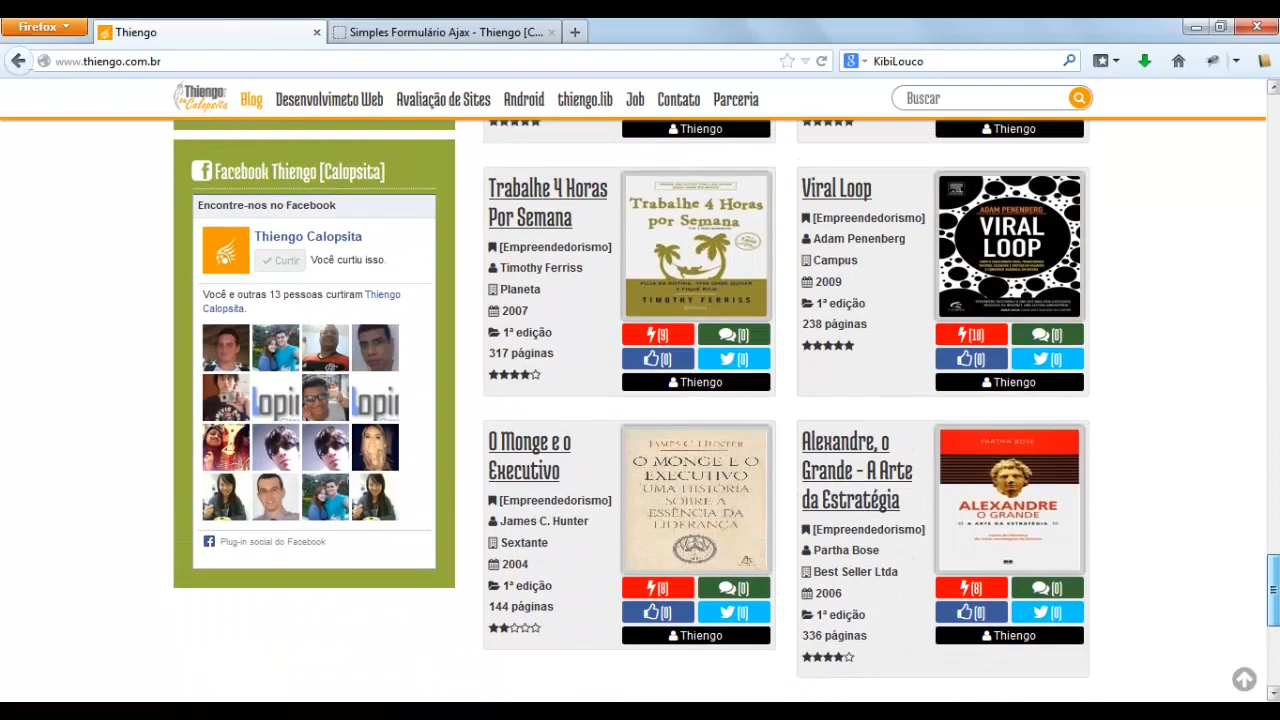 Firefox
Thiengo
Simples Formulário Ajax - Thiengo [C...
www.thiengo.com.br
KibiLouco
Thiengo: Calopsita
Blog
Desenvolvimeto Web
Avaliação de Sites
Android
thiengo.lib
Job
Contato
Parceria
Buscar
Facebook Thiengo [Calopsita]
Encontre-nos no Facebook
Thiengo Calopsita
Curtir
Você curtiu isso.
Você e outras 13 pessoas curtiram Thiengo
Calopsita.
Plug-in social do Facebook
Thiengo
Trabalhe 4 Horas
Por Semana
[Empreendedorismo]
Timothy Ferriss
Planeta
2007
1ª edição
317 páginas
Trabalhe 4 Horas
por Semana
TIMOTHY FERRISS
(9)
(0)
(0)
(0)
Thiengo
Thiengo
Viral Loop
[Empreendedorismo]
Adam Penenberg
Campus
2009
1ª edição
238 páginas
ADAM PENENBERG
VIRAL
LOOP
(10)
(0)
(0)
(0)
Thiengo
O Monge e o
Executivo
[Empreendedorismo]
James C. Hunter
Sextante
2004
1ª edição
144 páginas
JAMES C. HUNTER
O MONGE E O
EXECUTIVO
UMA HISTÓRIA
SOBRE A
ESSÊNCIA DA
LIDERANÇA
(8)
(0)
(0)
(0)
Thiengo
Alexandre, o
Grande - A Arte
da Estratégia
[Empreendedorismo]
Partha Bose
Best Seller Ltda
2006
1ª edição
336 páginas
PARTHA BOSE
ALEXANDRE
O GRANDE
A ARTE DA ESTRATÉGIA
(8)
(0)
(0)
(0)
Thiengo